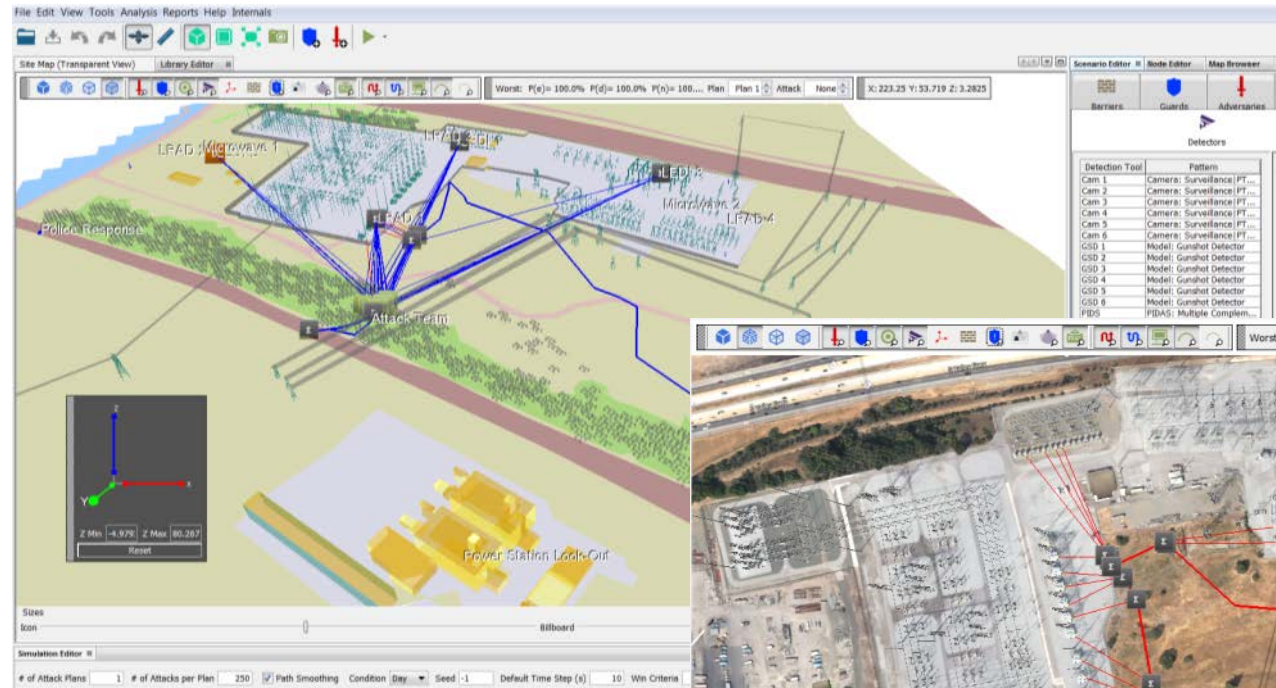 File Edit View Tools Analysis Reports Help Internals
Site Map (Transparent View) Library Editor
Scenario Editor Node Editor Map Browser
Worst: P(e)= 100.0% P(d)= 100.0% P(n)= 100.... Plan Plan 1 Attack None X: 223.25 Y: 53.719 Z: 3.2825
Barriers Guards Adversaries
Detectors
Detection Tool Pattern
Cam 1 Camera: Surveillance|PT...
Cam 2 Camera: Surveillance|PT...
Cam 3 Camera: Surveillance|PT...
Cam 4 Camera: Surveillance|PT...
Cam 5 Camera: Surveillance|PT...
Cam 6 Camera: Surveillance|PT...
GSD 1 Model: Gunshot Detector
GSD 2 Model: Gunshot Detector
GSD 3 Model: Gunshot Detector
GSD 4 Model: Gunshot Detector
GSD 5 Model: Gunshot Detector
GSD 6 Model: Gunshot Detector
PIDS PIDAS: Multiple Complem...
LPAD Microwave 1
Microwave 2
LPAD 4
LPAD 1
Police Response
Attack Team
Worst
Z
Y X
Z Min -4.979 Z Max 80.267
Reset
Power Station Lock-Out
Sizes
Icon Billboard
Simulation Editor
# of Attack Plans 1 # of Attacks per Plan 250 Path Smoothing Condition Day Seed -1 Default Time Step (s) 10 Win Criteria